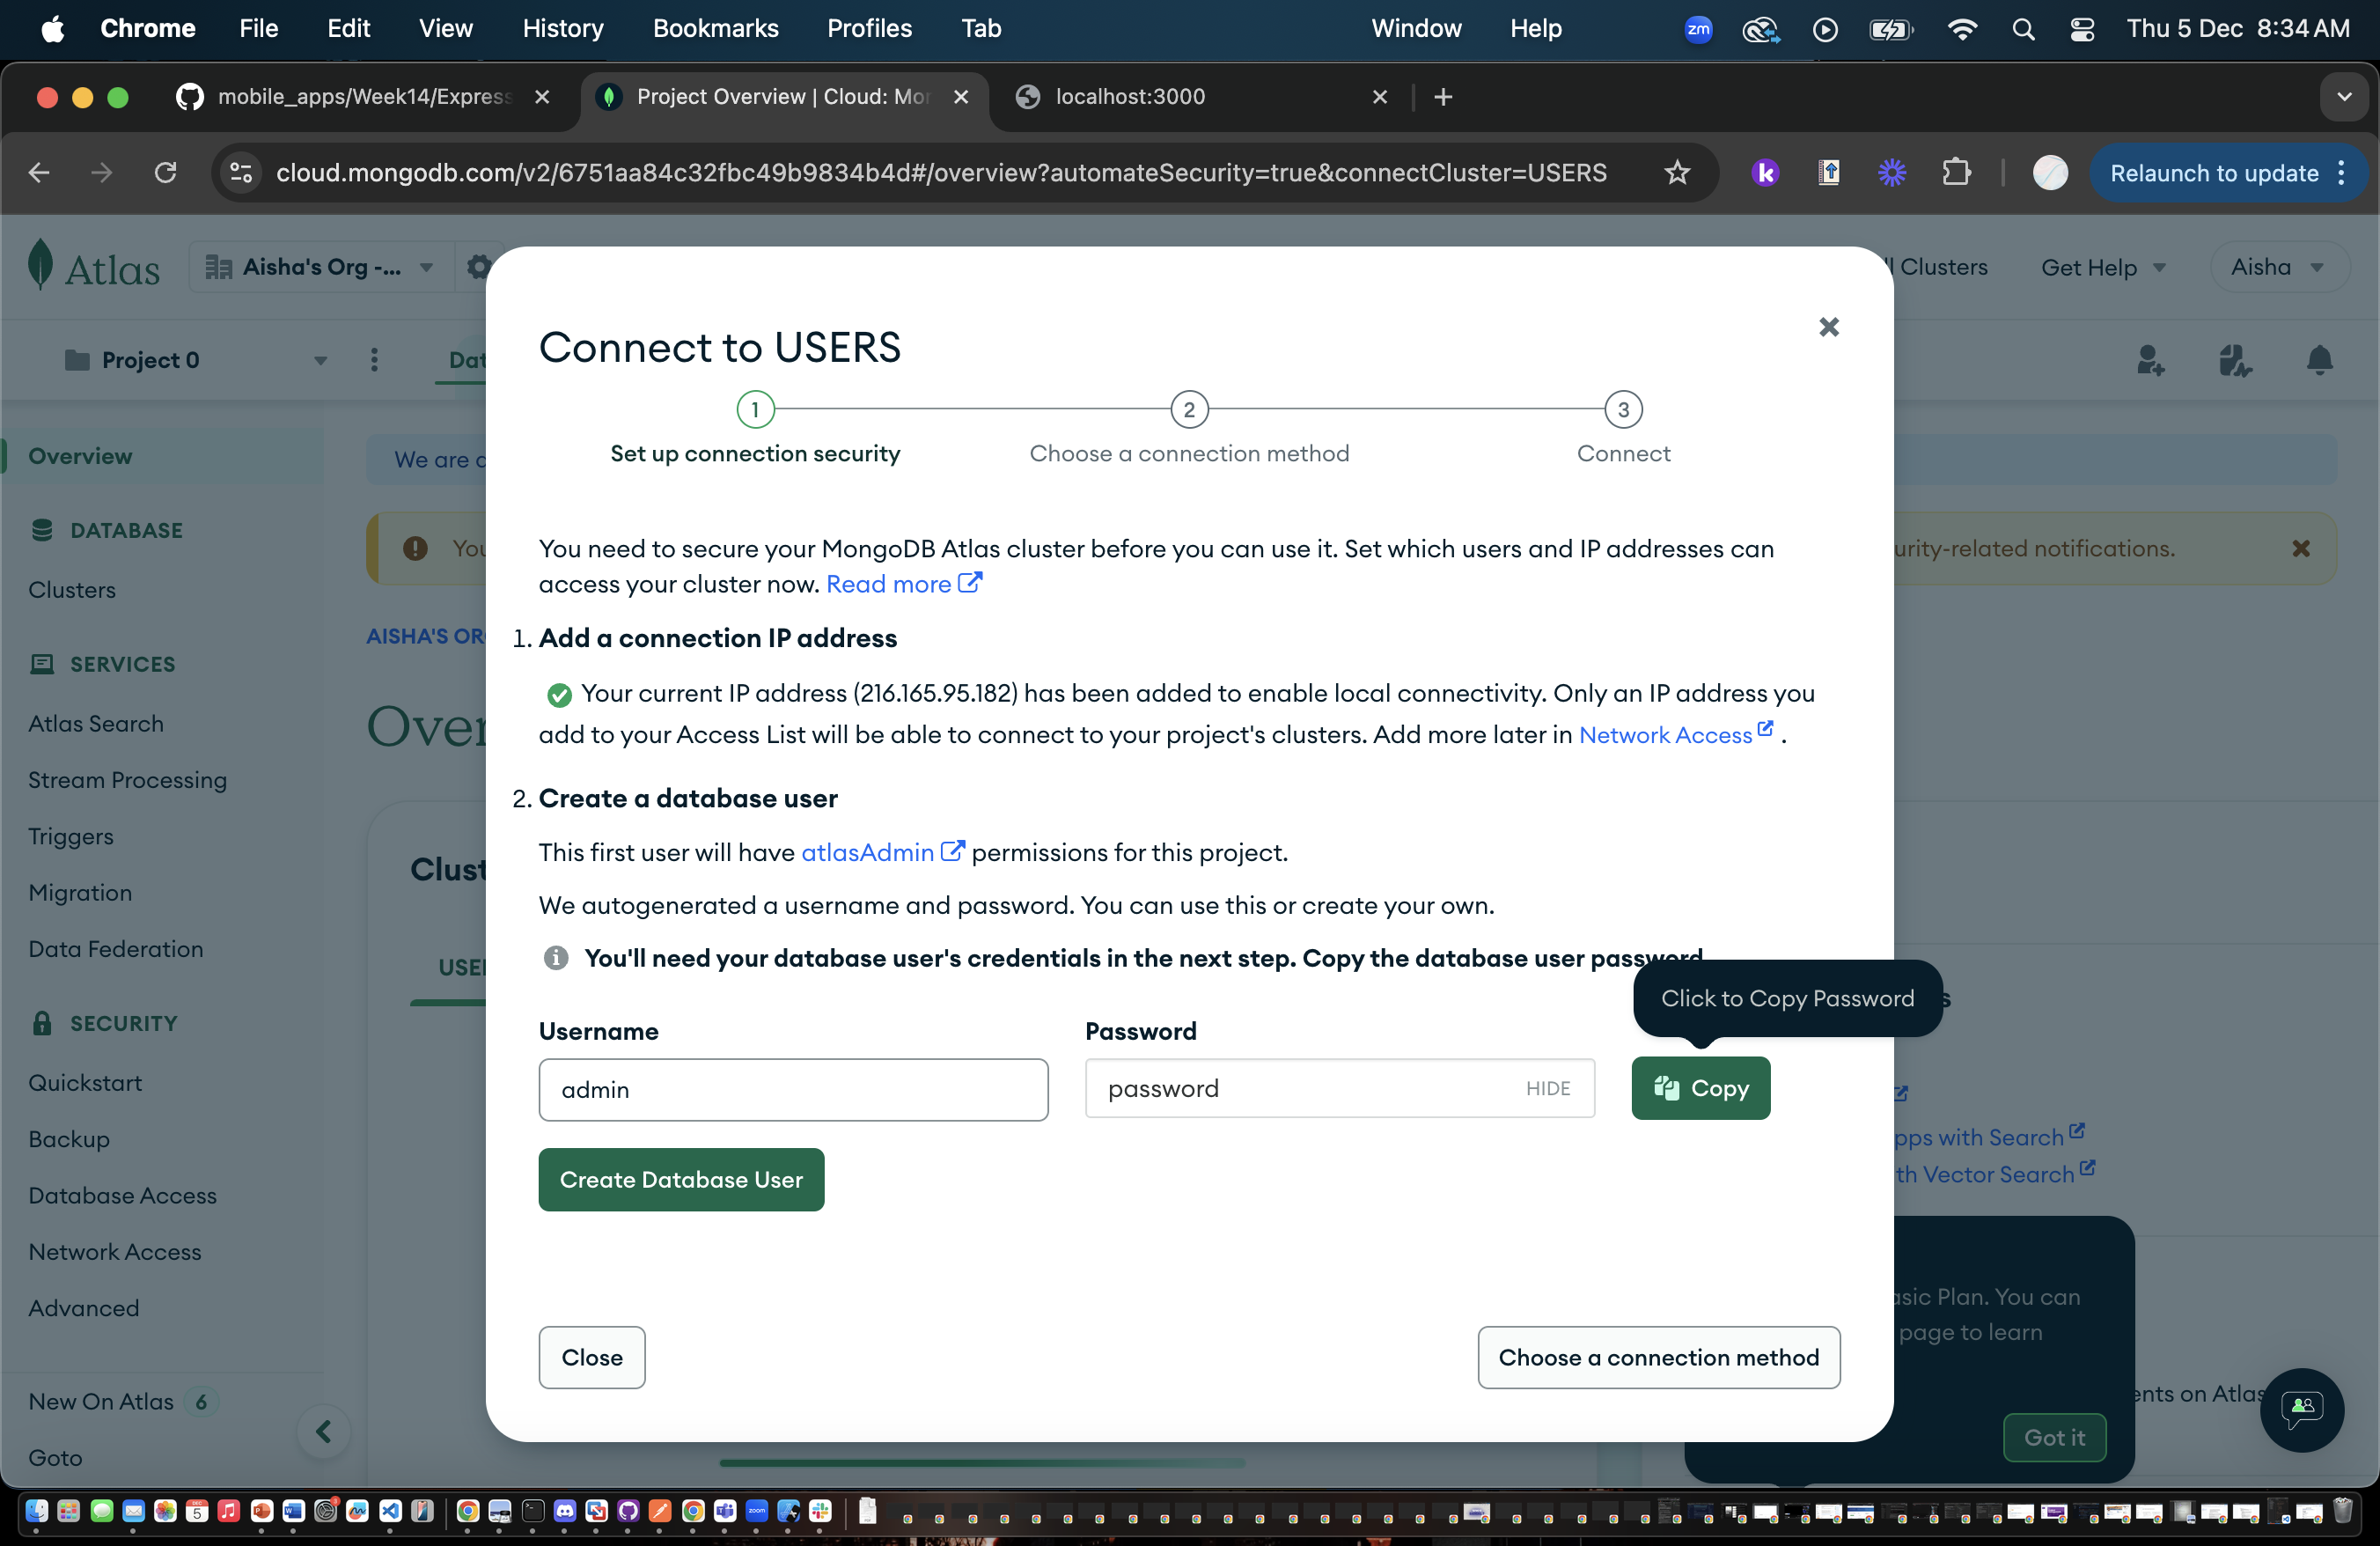 Chrome File Edit View History Bookmarks Profiles Tab Window Help zm Thu 5 Dec 8:34 AM
mobile_apps/Week14/Express Project Overview | Cloud: Mon localhost:3000
cloud.mongodb.com/v2/6751aa84c32fbc49b9834b4d#/overview?automateSecurity=true&connectCluster=USERS k Relaunch to update
Atlas Aisha's Org -... Clusters Get Help Aisha
Project 0 Dat
Connect to USERS
1 2 3
Set up connection security Choose a connection method Connect
Overview
We are
DATABASE
You
urity-related notifications.
Clusters
You need to secure your MongoDB Atlas cluster before you can use it. Set which users and IP addresses can
access your cluster now. Read more
AISHA'S OR
1. Add a connection IP address
SERVICES
Your current IP address (216.165.95.182) has been added to enable local connectivity. Only an IP address you
add to your Access List will be able to connect to your project's clusters. Add more later in Network Access .
Atlas Search
Over
Stream Processing
2. Create a database user
Triggers
This first user will have atlasAdmin permissions for this project.
Clust
Migration
We autogenerated a username and password. You can use this or create your own.
Data Federation
You'll need your database user's credentials in the next step. Copy the database user password
USE
Click to Copy Password
SECURITY
Username Password
Quickstart
admin password HIDE Copy
Backup
pps with Search
Create Database User
th Vector Search
Database Access
Network Access
Advanced
asic Plan. You can
page to learn
Close Choose a connection method
New On Atlas 6
ents on Atlas
Got it
Goto
DEC
5
zoom